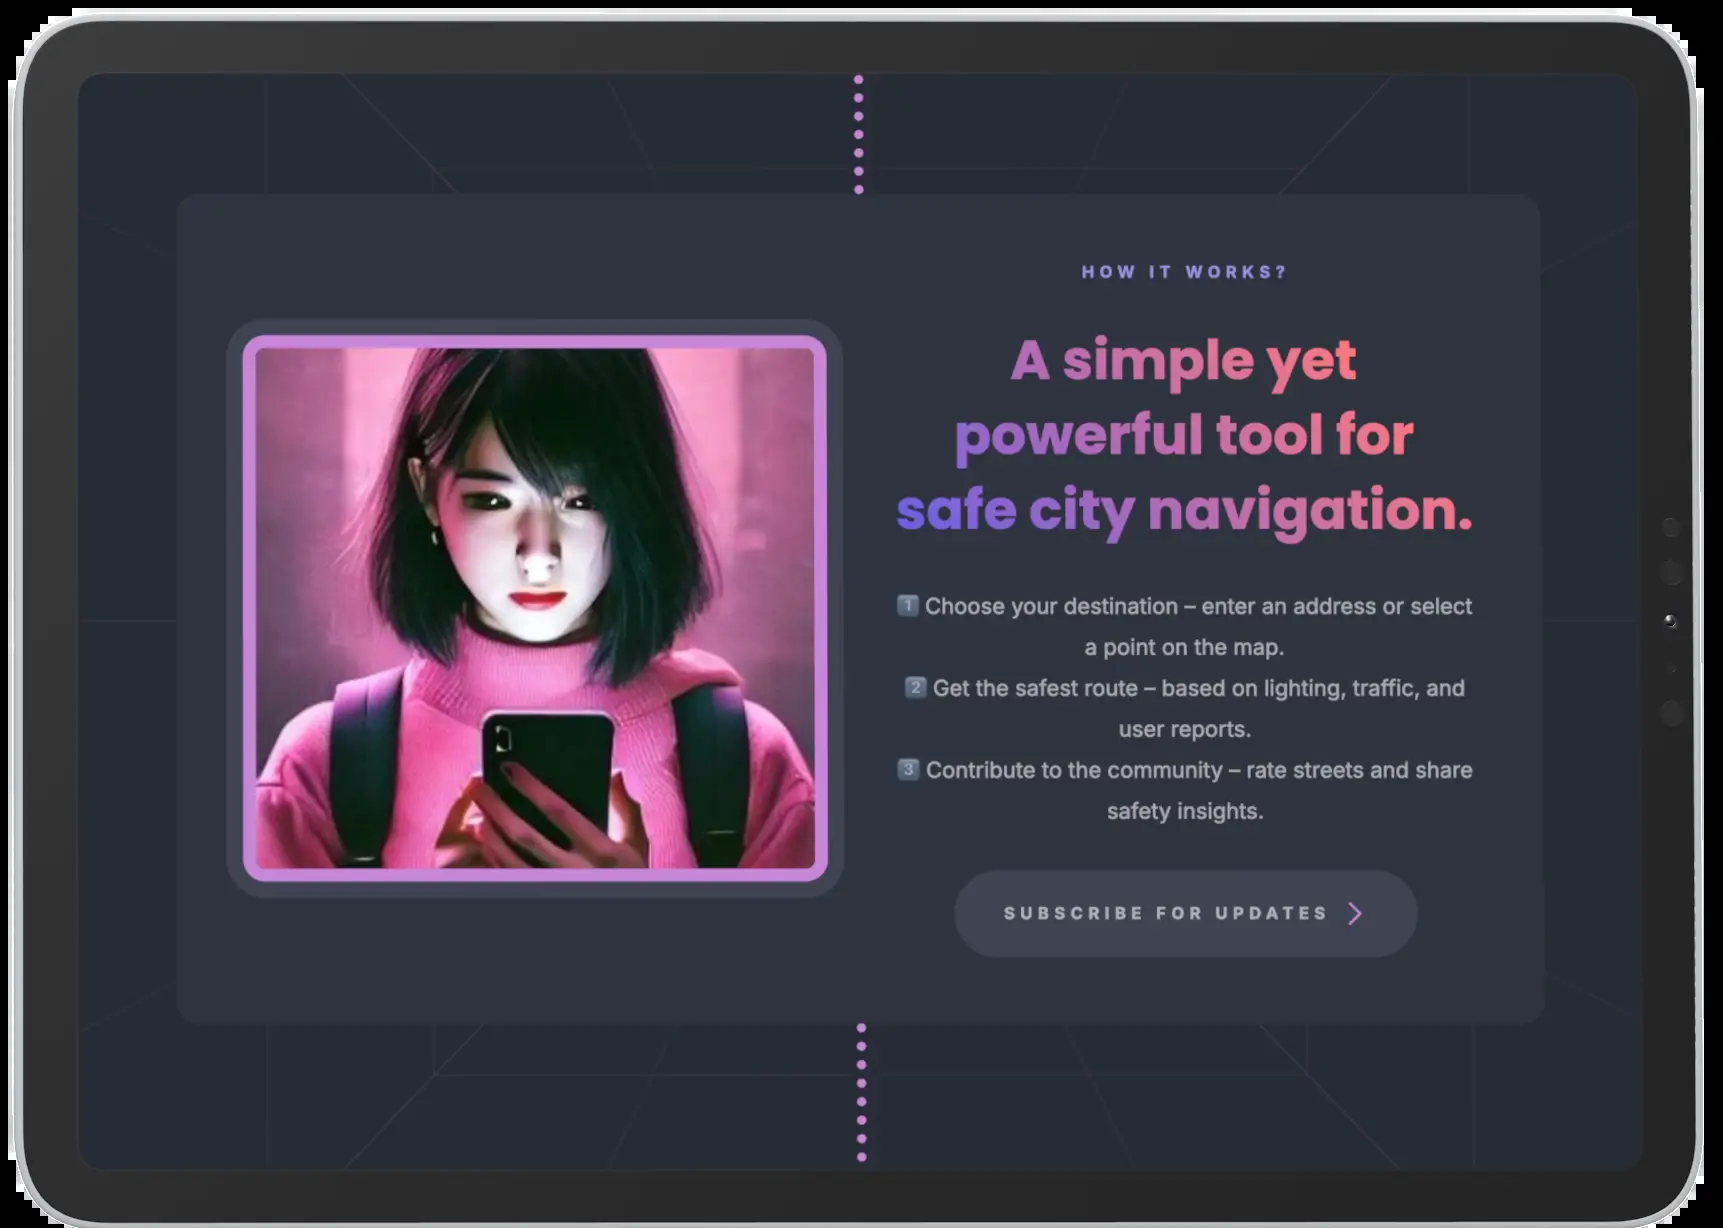 HOW IT WORKS?
A simple yet
powerful tool for
safe city navigation.
1 Choose your destination – enter an address or select
a point on the map.
2 Get the safest route – based on lighting, traffic, and
user reports.
3 Contribute to the community – rate streets and share
safety insights.
SUBSCRIBE FOR UPDATES